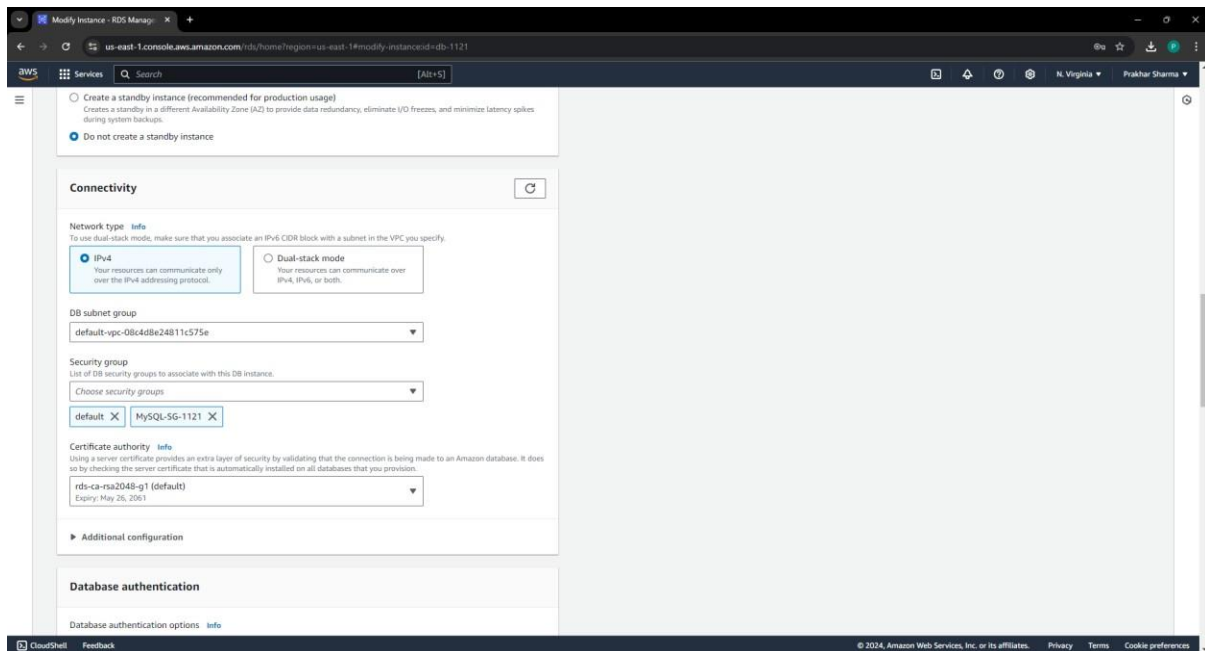 Modify Instance - RDS Manage
us-east-1.console.aws.amazon.com/rds/home?region=us-east-1#modify-instance:id=db-1121
aws
Services
Search
[Alt+S]
N. Virginia
Prakhar Sharma
Create a standby instance (recommended for production usage)
Creates a standby in a different Availability Zone (AZ) to provide data redundancy, eliminate I/O freezes, and minimize latency spikes
during system backups.
Do not create a standby instance
Connectivity
Network type Info
To use dual-stack mode, make sure that you associate an IPv6 CIDR block with a subnet in the VPC you specify.
IPv4
Your resources can communicate only
over the IPv4 addressing protocol.
Dual-stack mode
Your resources can communicate over
IPv4, IPv6, or both.
DB subnet group
default-vpc-08c4d8e24811c575e
Security group
List of DB security groups to associate with this DB instance.
Choose security groups
default
MySQL-SG-1121
Certificate authority Info
Using a server certificate provides an extra layer of security by validating that the connection is being made to an Amazon database. It does
so by checking the server certificate that is automatically installed on all databases that you provision.
rds-ca-rsa2048-g1 (default)
Expiry: May 26, 2061
Additional configuration
Database authentication
Database authentication options Info
CloudShell
Feedback
© 2024, Amazon Web Services, Inc. or its affiliates.
Privacy
Terms
Cookie preferences